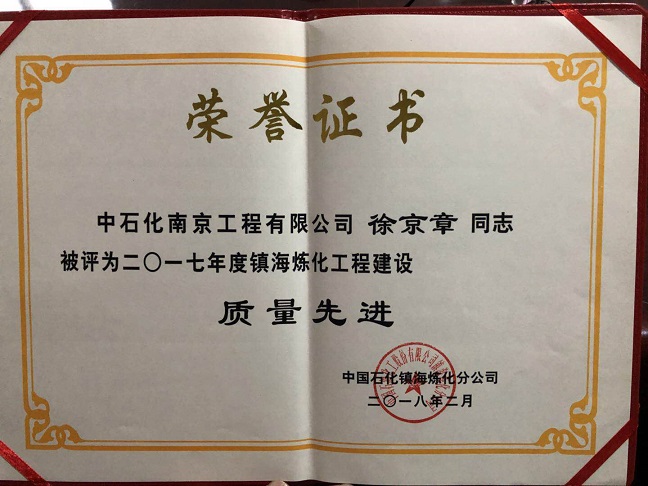 荣誉证书
中石化南京工程有限公司 徐京章 同志
被评为二〇一七年度镇海炼化工程建设
质量先进
中国石化镇海炼化分公司
二〇一八年二月